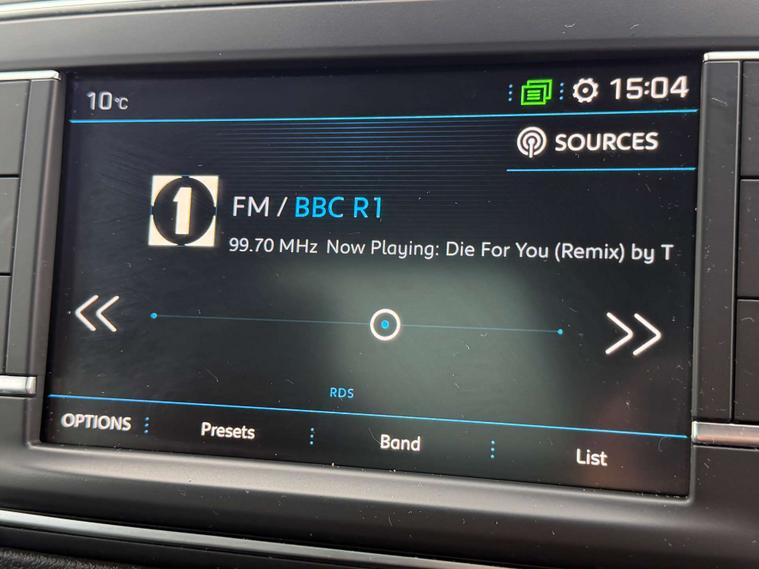 10°C 15:04
SOURCES
1 FM / BBC R1
99.70 MHz Now Playing: Die For You (Remix) by T
RDS
OPTIONS Presets Band List